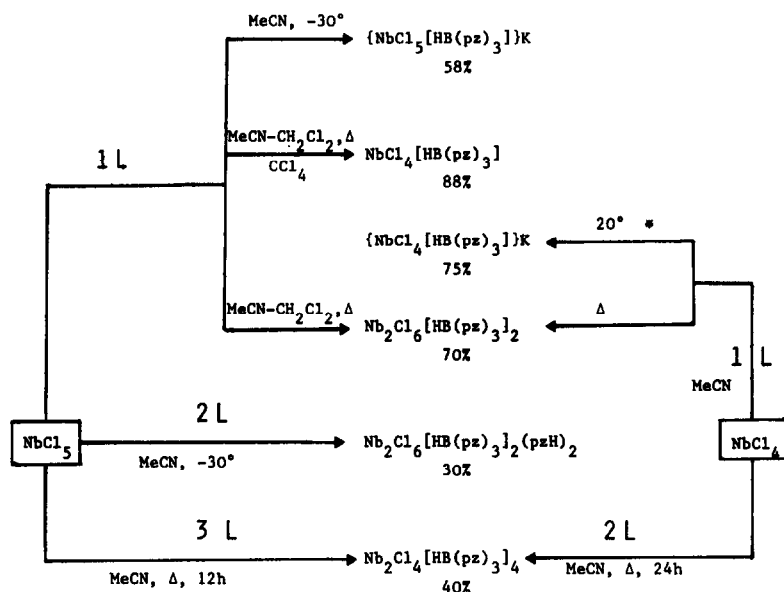 MeCN, -30°
{NbCl5[HB(pz)3]}K
58%
MeCN-CH2Cl2,Δ
CCl4
NbCl4[HB(pz)3]
88%
1 L
20° *
{NbCl4[HB(pz)3]}K
75%
MeCN-CH2Cl2,Δ
Nb2Cl6[HB(pz)3]2
70%
Δ
1 L
MeCN
NbCl5
2 L
MeCN, -30°
Nb2Cl6[HB(pz)3]2(pzH)2
30%
NbCl4
3 L
MeCN, Δ, 12h
Nb2Cl4[HB(pz)3]4
40%
2 L
MeCN, Δ, 24h